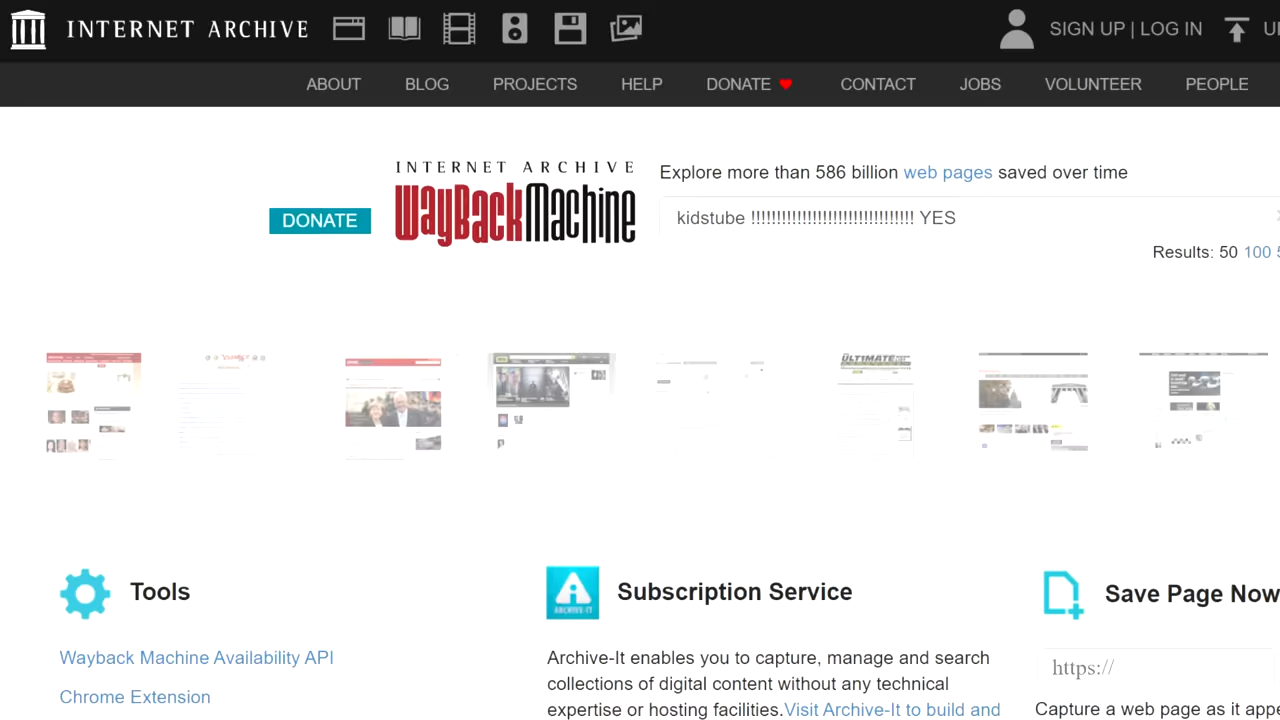 INTERNET ARCHIVE
SIGN UP | LOG IN
ABOUT BLOG PROJECTS HELP DONATE CONTACT JOBS VOLUNTEER PEOPLE
INTERNET ARCHIVE
WayBackMachine
DONATE
Explore more than 586 billion web pages saved over time
kidstube !!!!!!!!!!!!!!!!!!!!!!!!!!!!!!!! YES
Results: 50 100
ULTIMATE
Tools
Wayback Machine Availability API
Chrome Extension
ARCHIVE-IT
Subscription Service
Archive-It enables you to capture, manage and search
collections of digital content without any technical
expertise or hosting facilities.Visit Archive-It to build and
Save Page Now
https://
Capture a web page as it appe